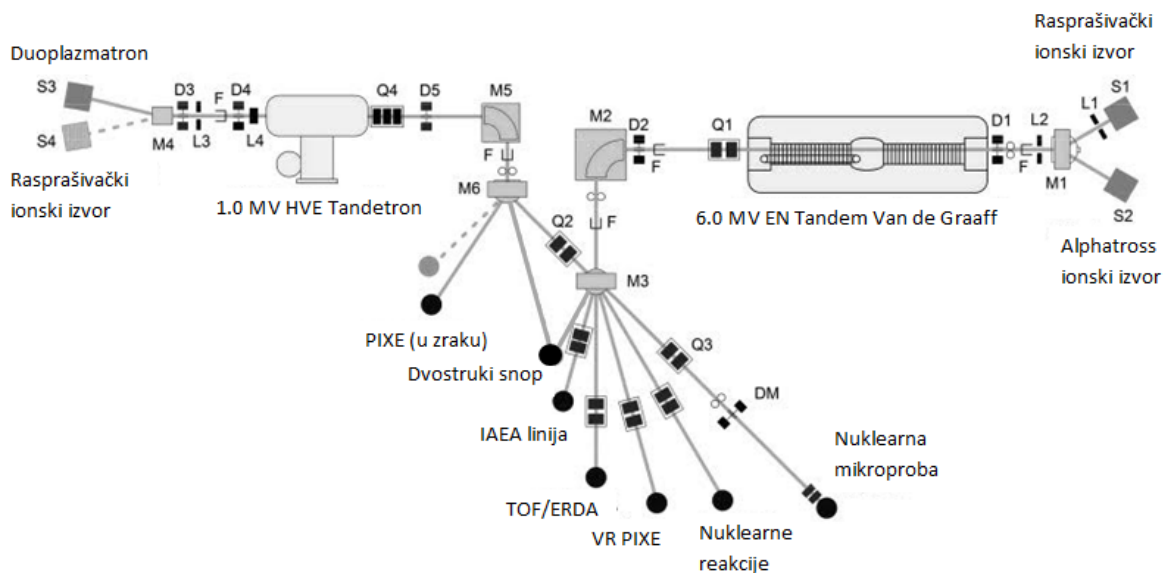 Duoplazmatron
Rasprašivački
ionski izvor
S3
S4
M4
D3
L3
F
D4
L4
Q4
D5
M5
F
M6
Rasprašivački
ionski izvor
1.0 MV HVE Tandetron
M2
D2
F
Q1
D1
F
L2
M1
L1
S1
S2
F
6.0 MV EN Tandem Van de Graaff
Alphatross
ionski izvor
Q2
M3
PIXE (u zraku)
Dvostruki snop
Q3
DM
IAEA linija
Nuklearna
mikroproba
TOF/ERDA
VR PIXE
Nuklearne
reakcije